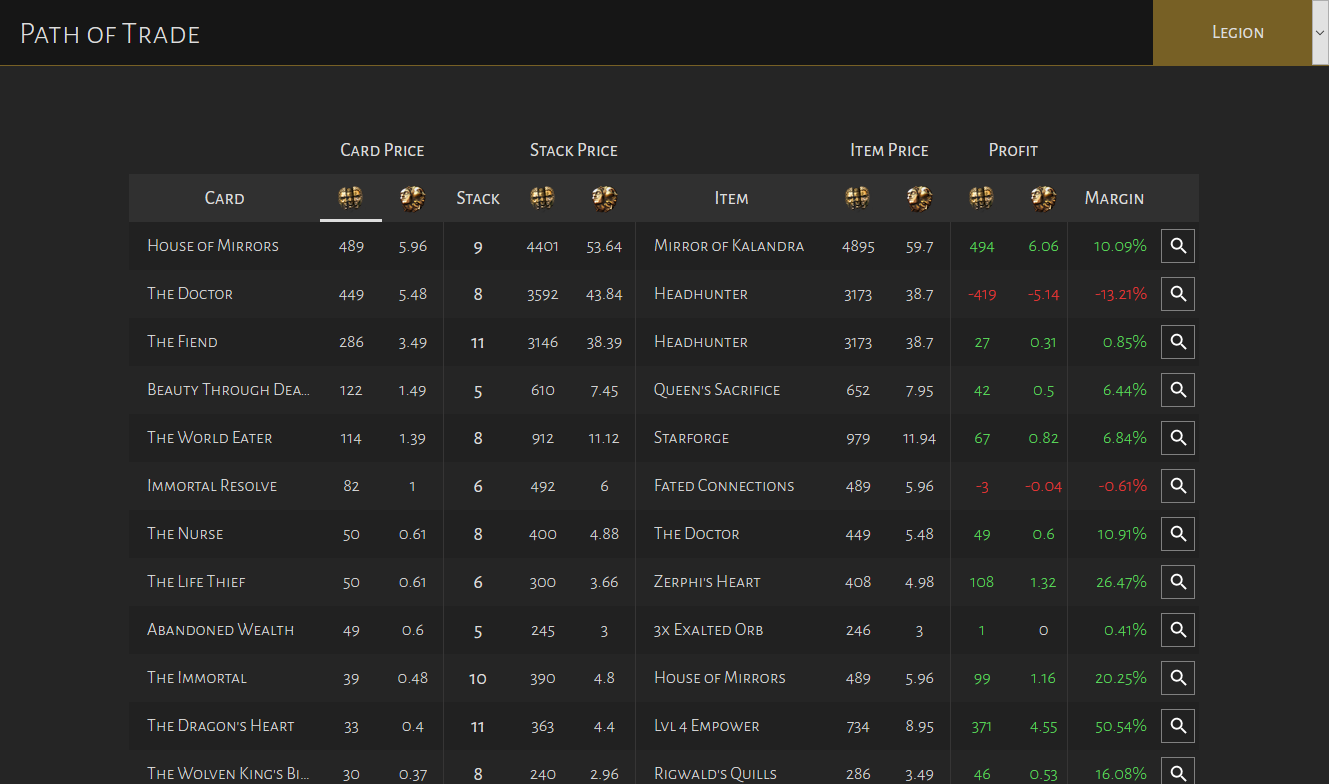 Path of Trade Legion
Card Price Stack Price Item Price Profit
Card Stack Item Margin
House of Mirrors 489 5.96 9 4401 53.64 Mirror of Kalandra 4895 59.7 494 6.06 10.09%
The Doctor 449 5.48 8 3592 43.84 Headhunter 3173 38.7 -419 -5.14 -13.21%
The Fiend 286 3.49 11 3146 38.39 Headhunter 3173 38.7 27 0.31 0.85%
Beauty Through Dea... 122 1.49 5 610 7.45 Queen's Sacrifice 652 7.95 42 0.5 6.44%
The World Eater 114 1.39 8 912 11.12 Starforge 979 11.94 67 0.82 6.84%
Immortal Resolve 82 1 6 492 6 Fated Connections 489 5.96 -3 -0.04 -0.61%
The Nurse 50 0.61 8 400 4.88 The Doctor 449 5.48 49 0.6 10.91%
The Life Thief 50 0.61 6 300 3.66 Zerphi's Heart 408 4.98 108 1.32 26.47%
Abandoned Wealth 49 0.6 5 245 3 3x Exalted Orb 246 3 1 0 0.41%
The Immortal 39 0.48 10 390 4.8 House of Mirrors 489 5.96 99 1.16 20.25%
The Dragon's Heart 33 0.4 11 363 4.4 Lvl 4 Empower 734 8.95 371 4.55 50.54%
The Wolven King's Bi... 30 0.37 8 240 2.96 Rigwald's Quills 286 3.49 46 0.53 16.08%